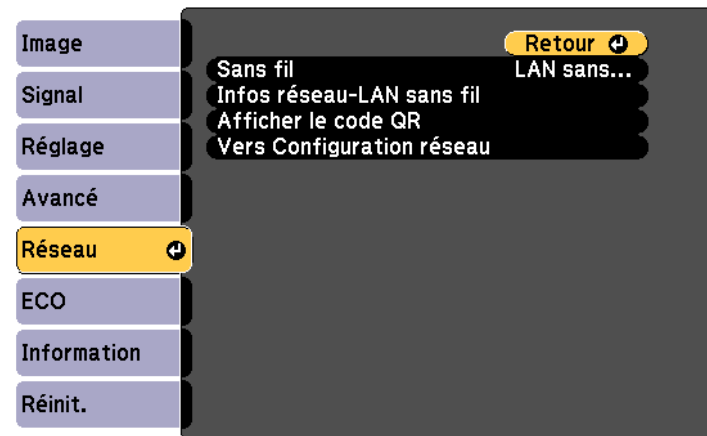 Image
Signal
Réglage
Avancé
Réseau
ECO
Information
Réinit.
Retour
Sans fil LAN sans...
Infos réseau-LAN sans fil
Afficher le code QR
Vers Configuration réseau